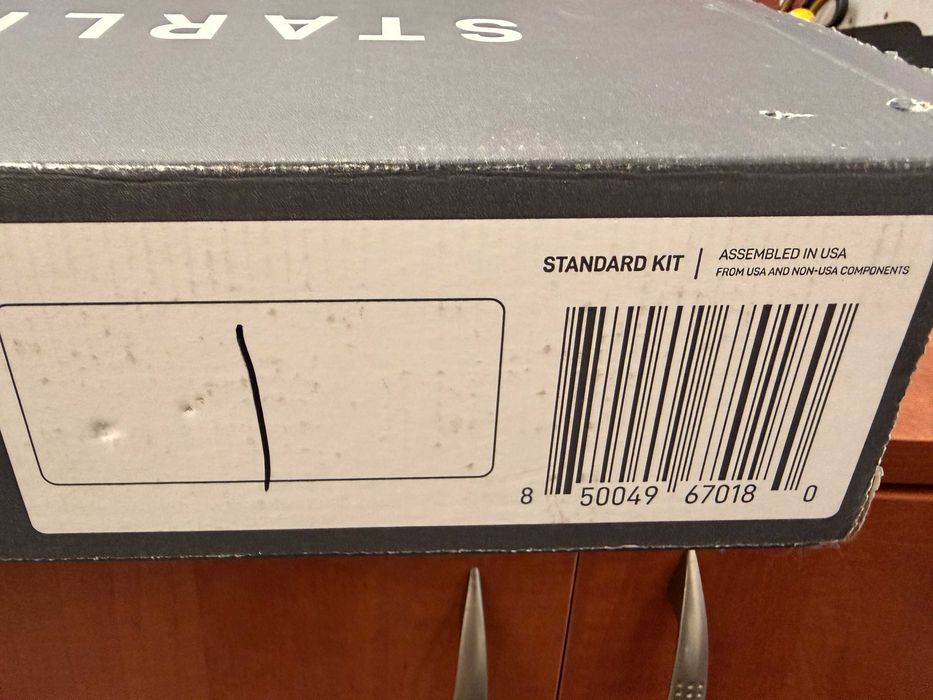 STARL
STANDARD KIT | ASSEMBLED IN USA
FROM USA AND NON-USA COMPONENTS
8 50049 67018 0